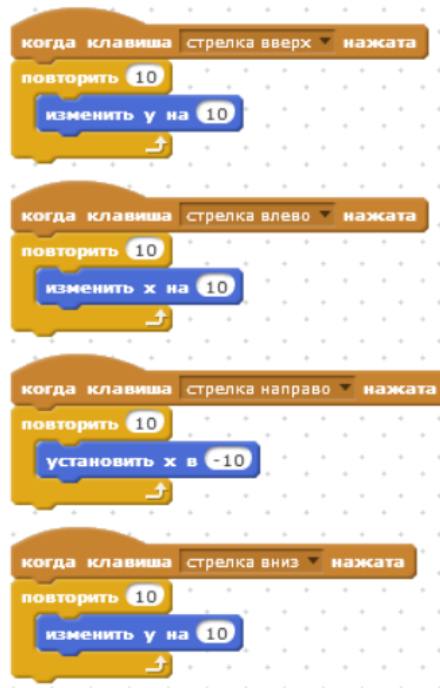 когда клавиша стрелка вверх нажата
повторить 10
изменить y на 10
когда клавиша стрелка влево нажата
повторить 10
изменить x на 10
когда клавиша стрелка направо нажата
повторить 10
установить x в -10
когда клавиша стрелка вниз нажата
повторить 10
изменить y на 10